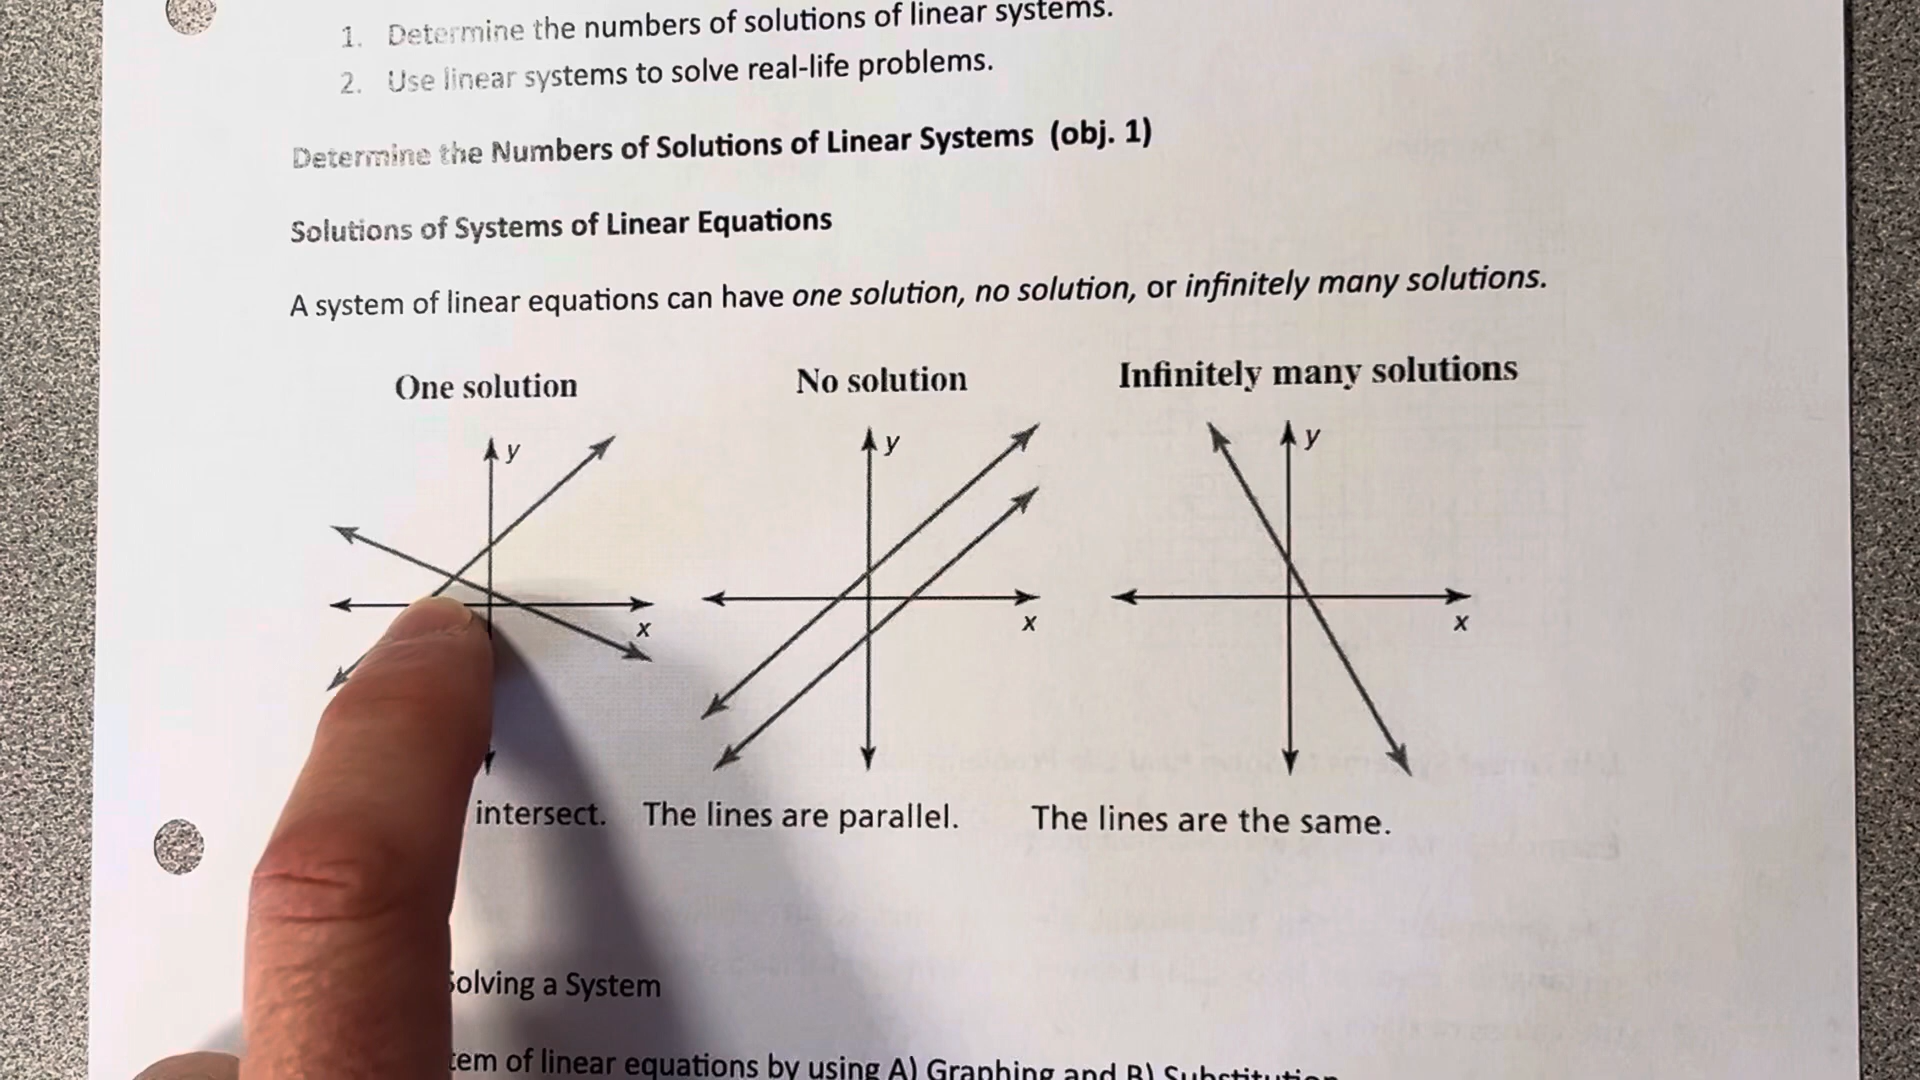 1. Determine the numbers of solutions of linear systems.
2. Use linear systems to solve real-life problems.
Determine the Numbers of Solutions of Linear Systems (obj. 1)
Solutions of Systems of Linear Equations
A system of linear equations can have one solution, no solution, or infinitely many solutions.
One solution No solution Infinitely many solutions
y y y
x x x
intersect. The lines are parallel. The lines are the same.
Solving a System
of linear equations by using A) Graphing and B) Substitution